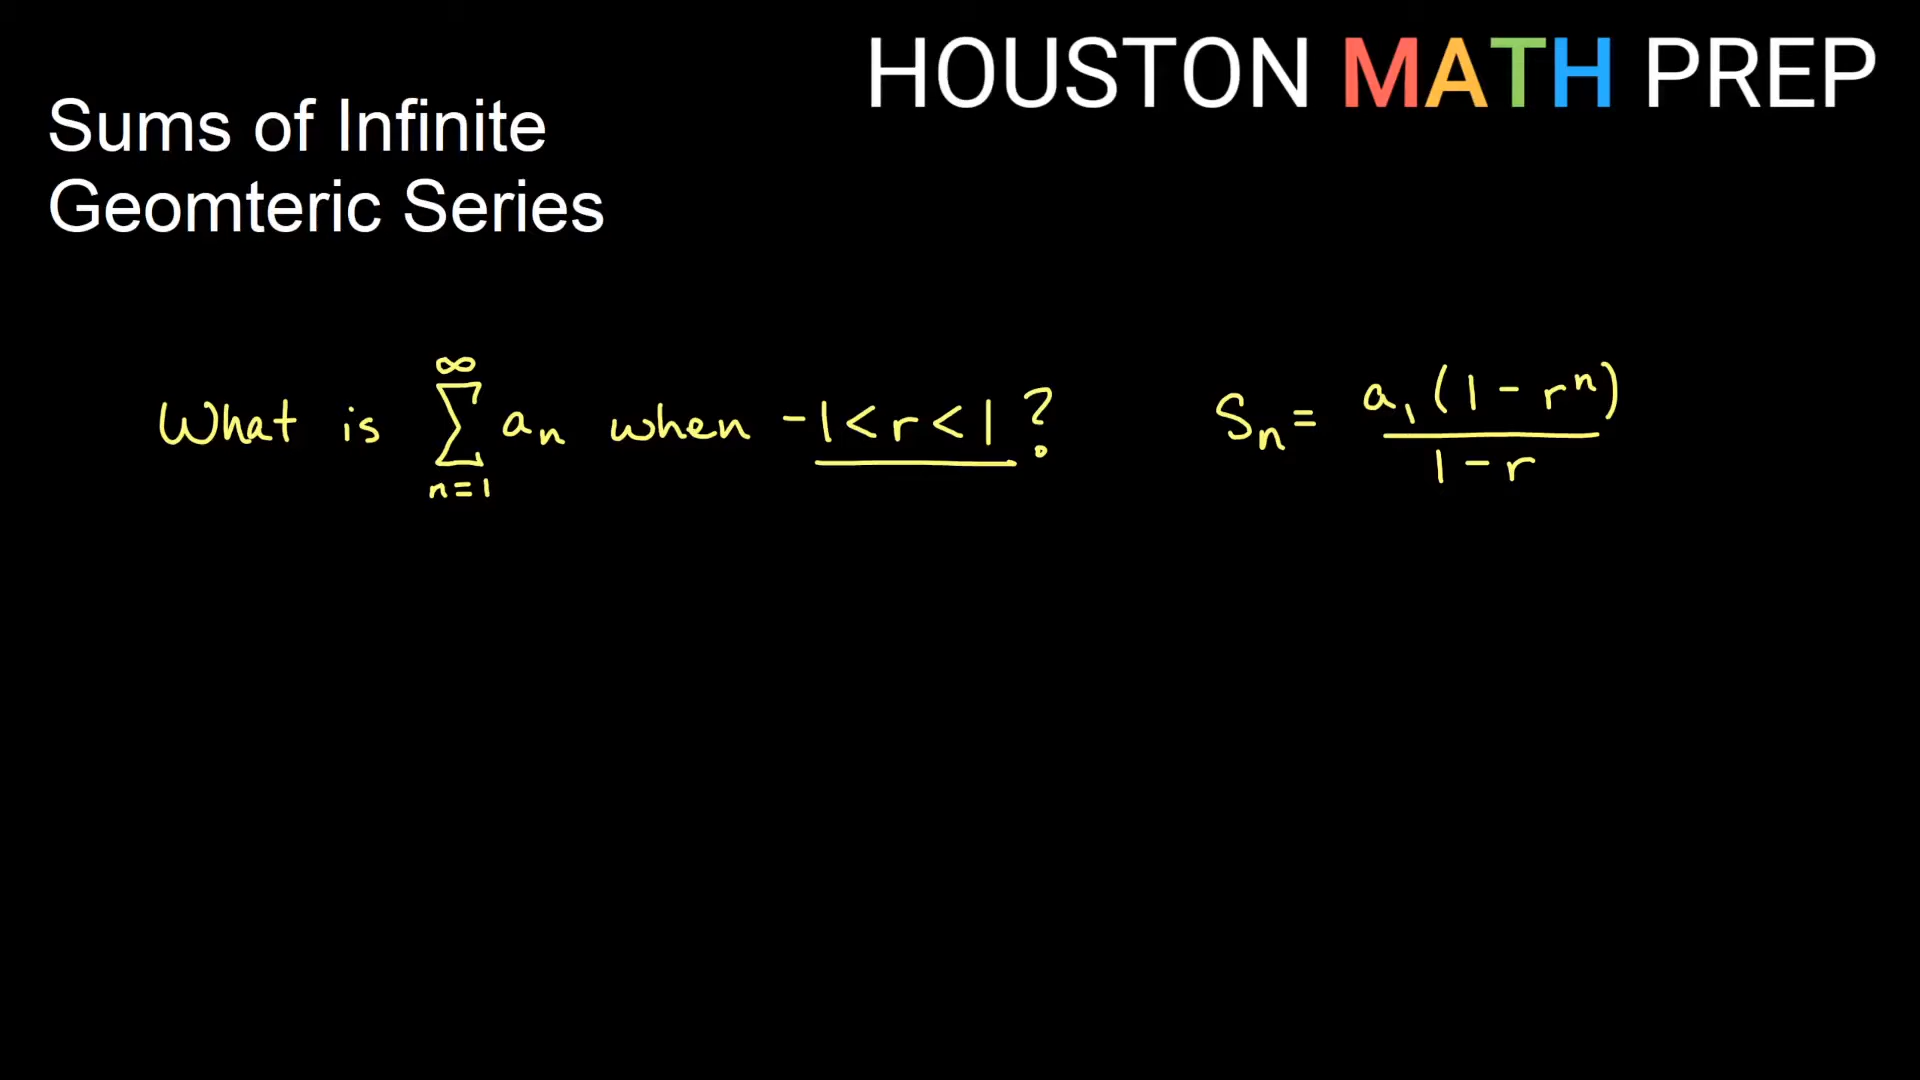 HOUSTON MATH PREP
Sums of Infinite
Geomteric Series
What is ∞∑n=1 aₙ when -1 < r < 1 ?
Sₙ = a₁(1 - rⁿ) / 1 - r